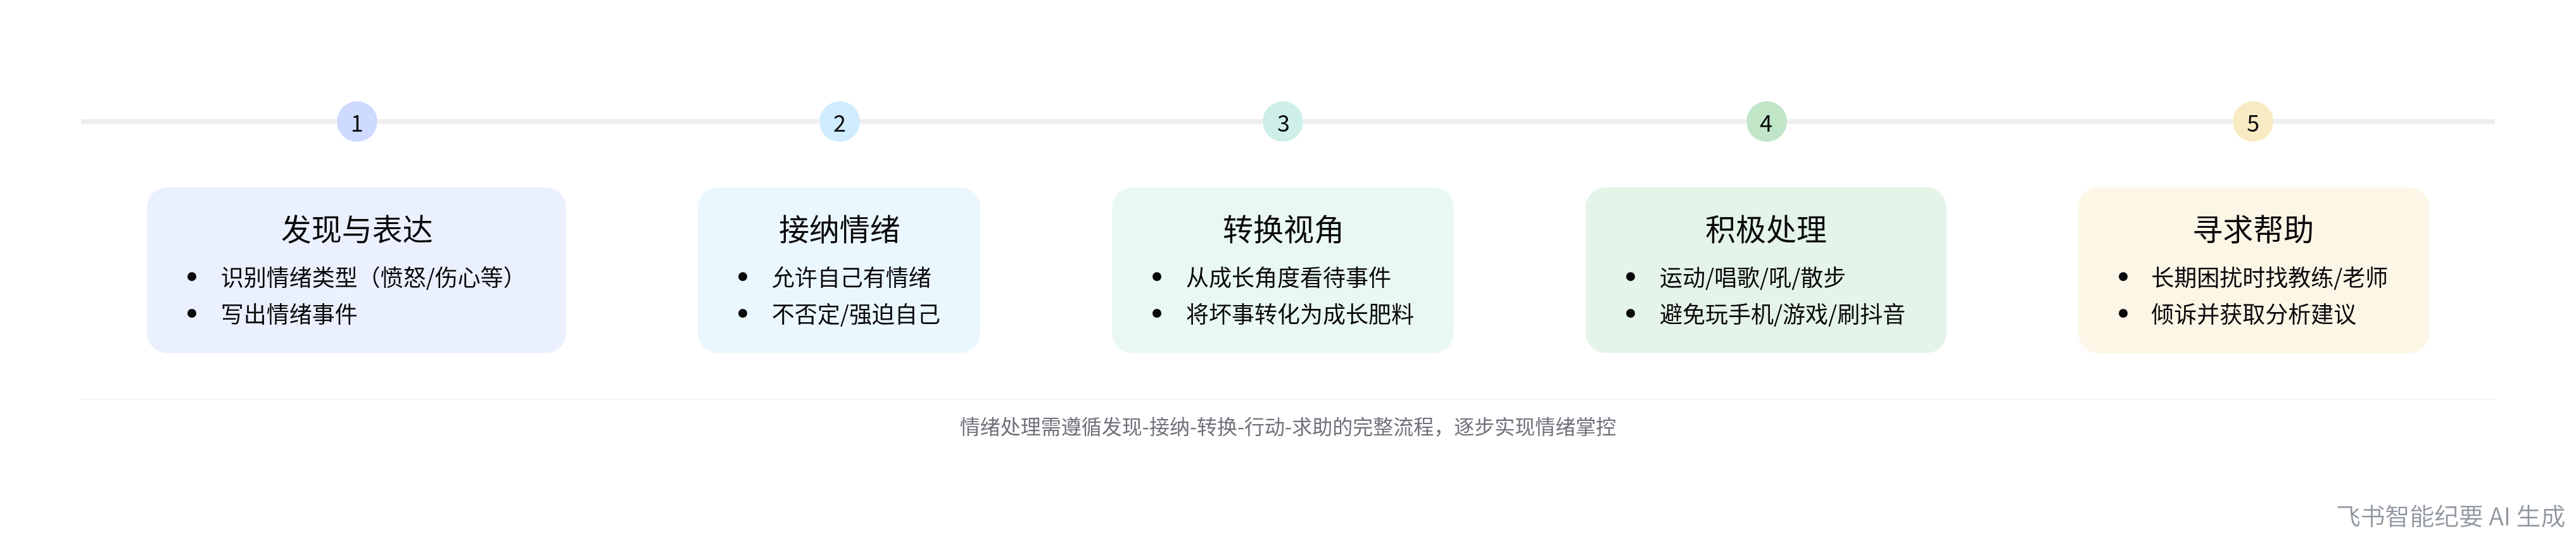 1
2
3
4
5
发现与表达
• 识别情绪类型（愤怒/伤心等）
• 写出情绪事件
接纳情绪
• 允许自己有情绪
• 不否定/强迫自己
转换视角
• 从成长角度看待事件
• 将坏事转化为成长肥料
积极处理
• 运动/唱歌/吼/散步
• 避免玩手机/游戏/刷抖音
寻求帮助
• 长期困扰时找教练/老师
• 倾诉并获取分析建议
情绪处理需遵循发现-接纳-转换-行动-求助的完整流程，逐步实现情绪掌控
飞书智能纪要 AI 生成